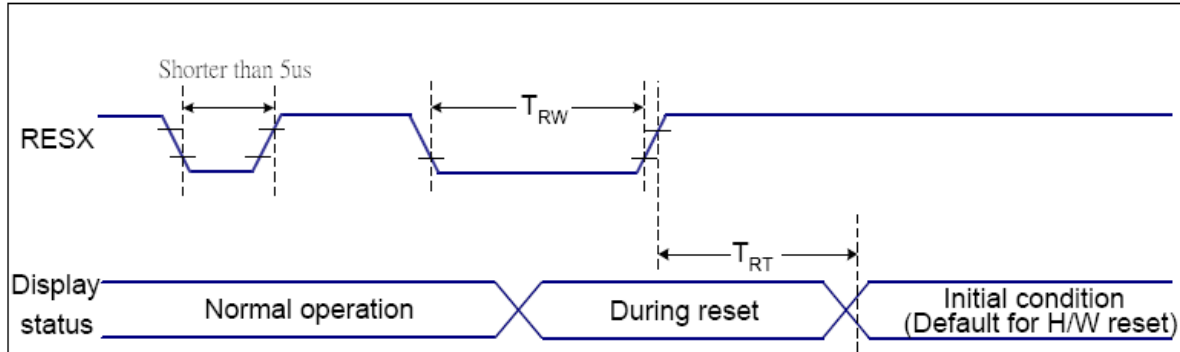 Shorter than 5us
RESX
TRW
TRT
Display
status
Normal operation
During reset
Initial condition
(Default for H/W reset)